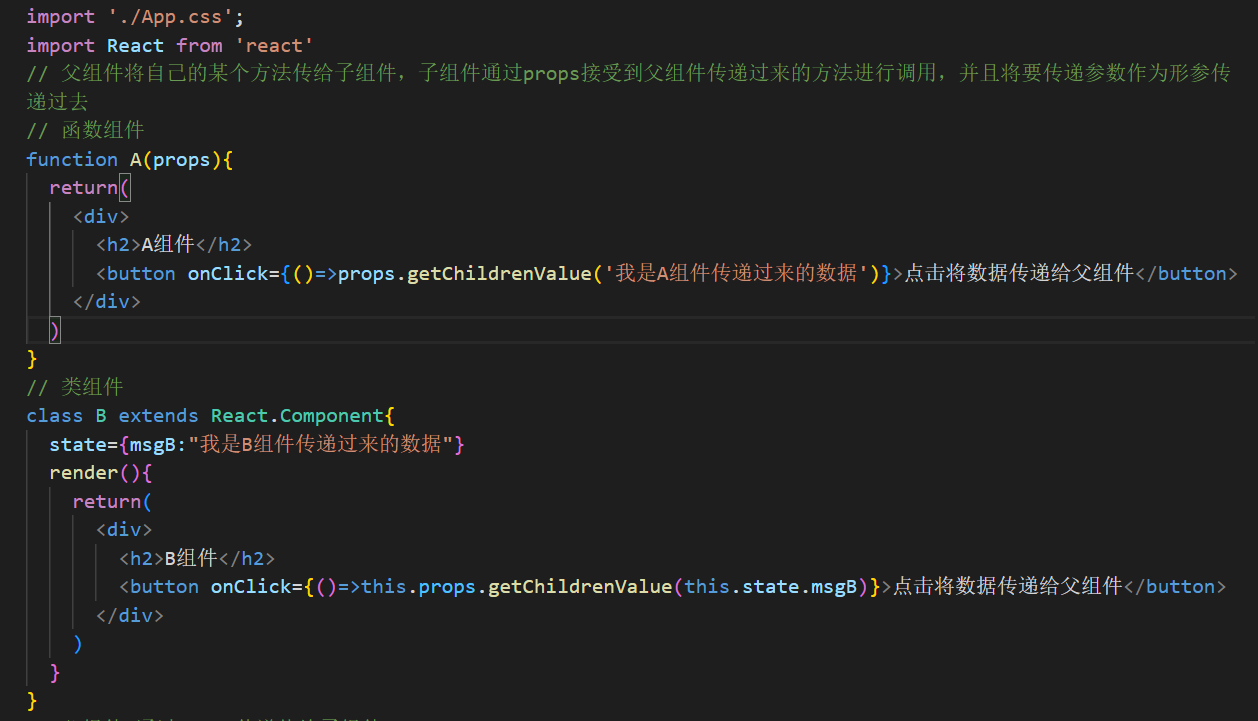 import './App.css';
import React from 'react'
// 父组件将自己的某个方法传给子组件，子组件通过props接受到父组件传递过来的方法进行调用，并且将要传递参数作为形参传
递过去
// 函数组件
function A(props){
return(
<div>
<h2>A组件</h2>
<button onClick={()=>props.getChildrenValue('我是A组件传递过来的数据')}>点击将数据传递给父组件</button>
</div>
)
}
// 类组件
class B extends React.Component{
state={msgB:"我是B组件传递过来的数据"}
render(){
return(
<div>
<h2>B组件</h2>
<button onClick={()=>this.props.getChildrenValue(this.state.msgB)}>点击将数据传递给父组件</button>
</div>
)
}
}